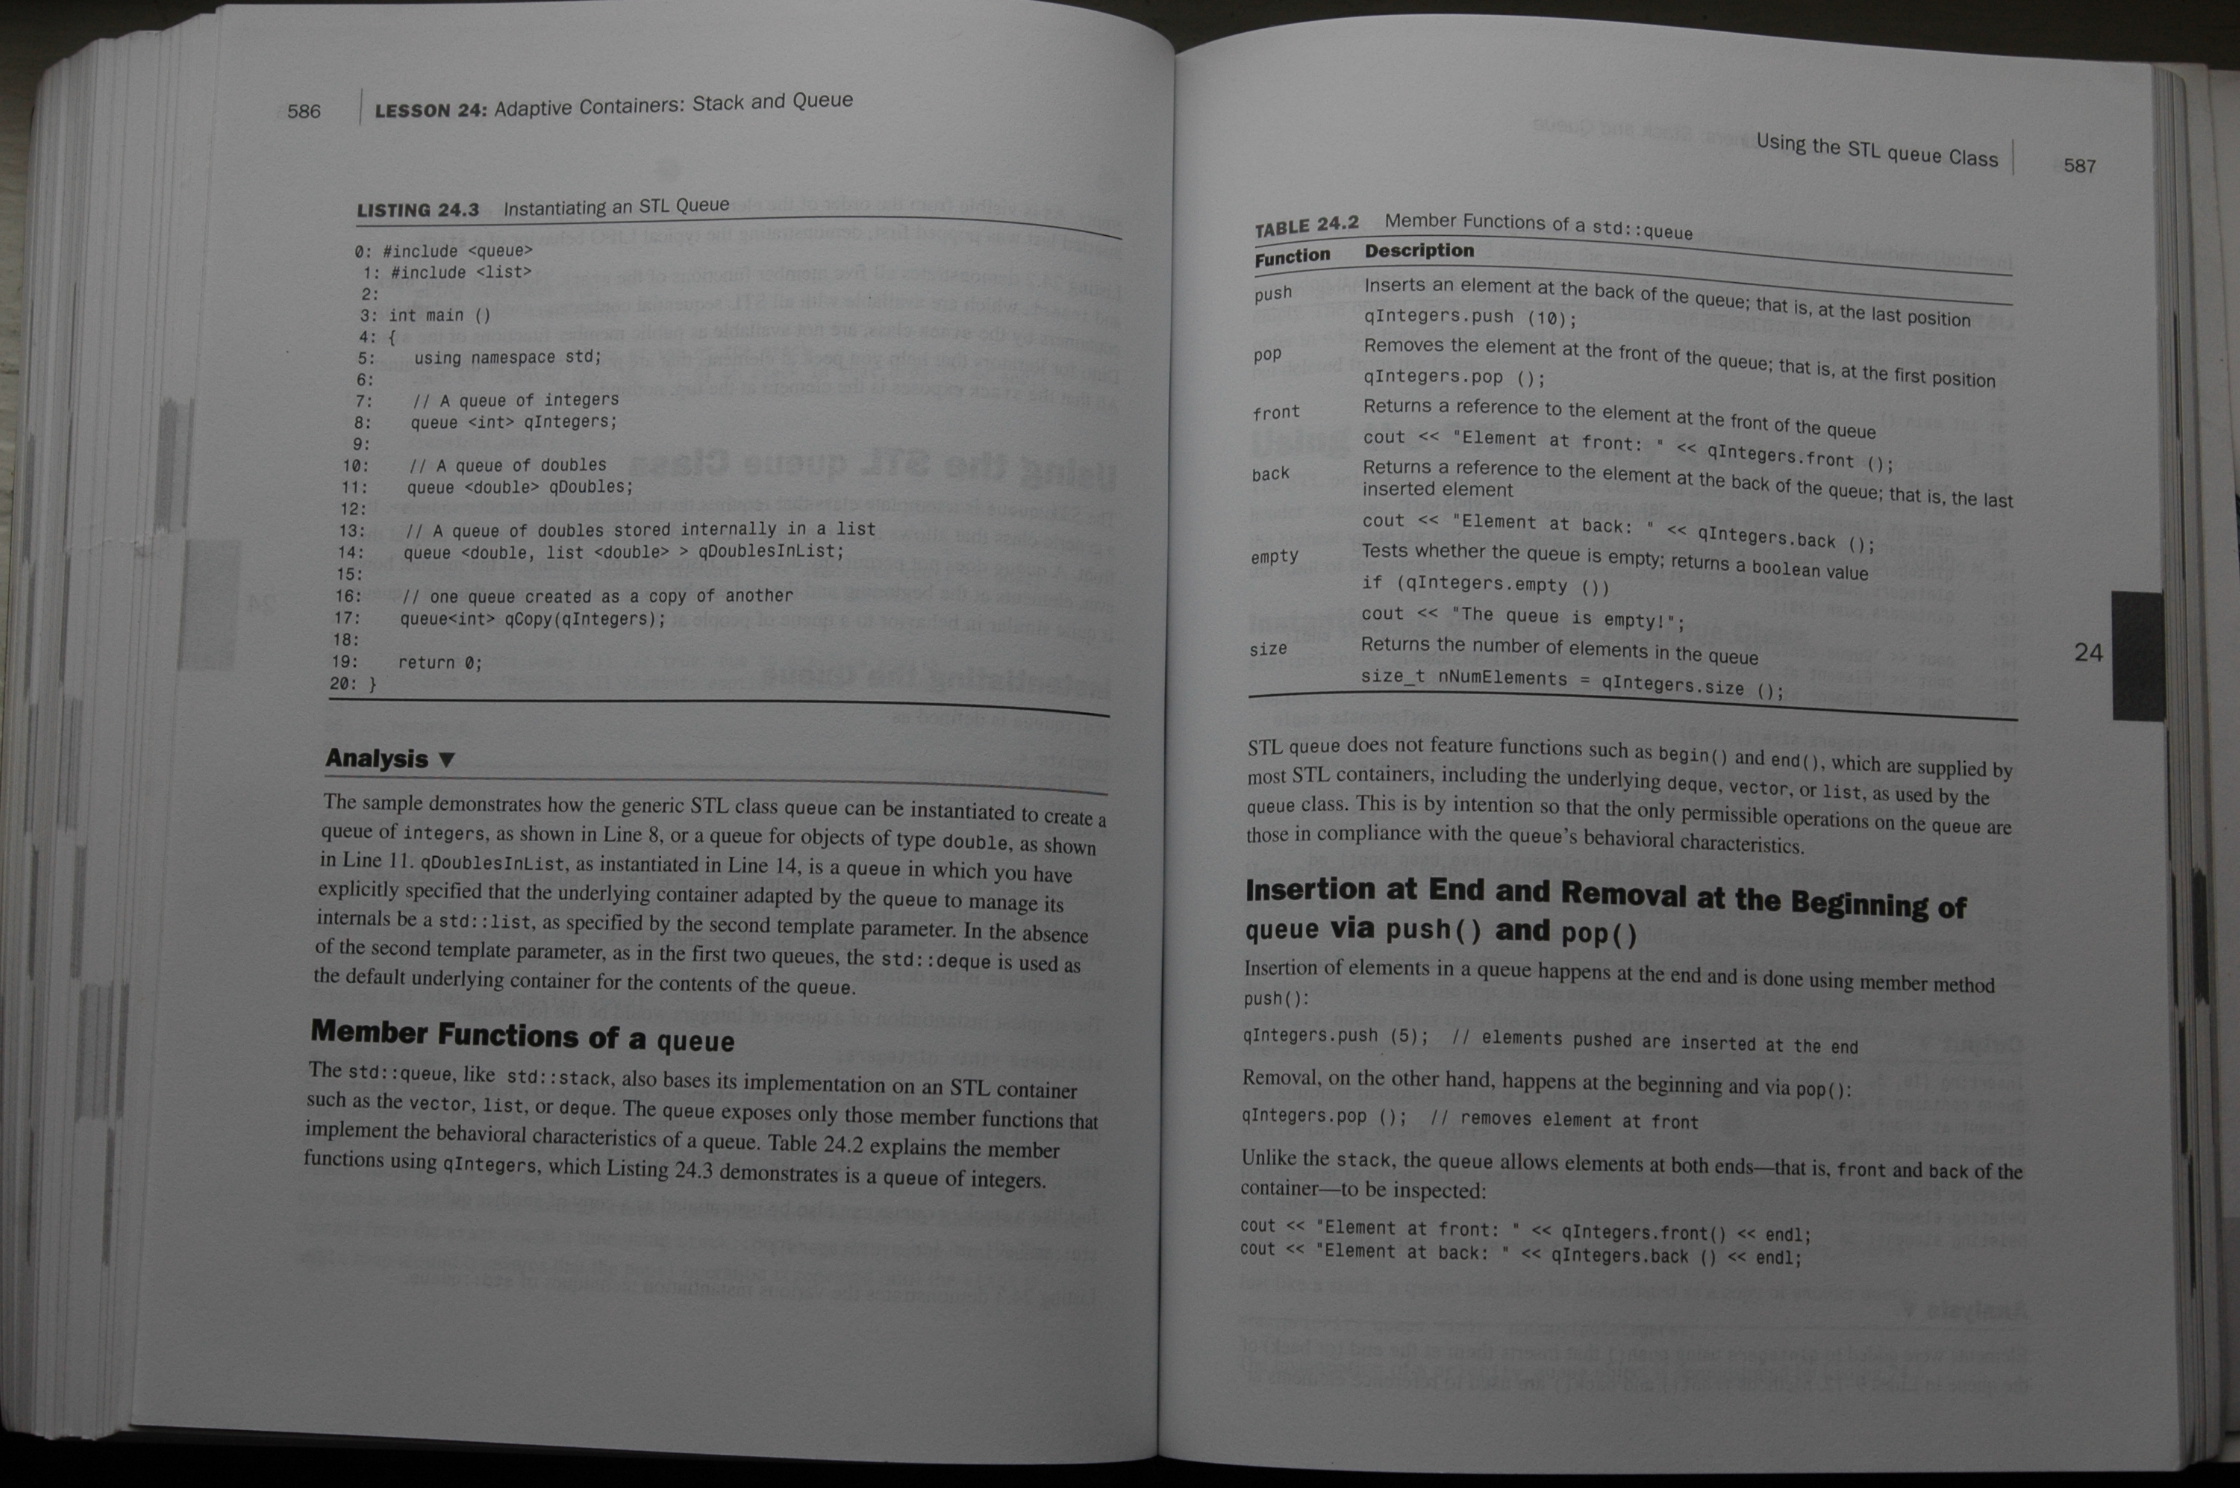 586 LESSON 24: Adaptive Containers: Stack and Queue
LISTING 24.3 Instantiating an STL Queue
0: #include <queue>
1: #include <list>
2:
3: int main ()
4: {
5: using namespace std;
6:
7: // A queue of integers
8: queue <int> qIntegers;
9:
10: // A queue of doubles
11: queue <double> qDoubles;
12:
13: // A queue of doubles stored internally in a list
14: queue <double, list <double> > qDoublesInList;
15:
16: // one queue created as a copy of another
17: queue<int> qCopy(qIntegers);
18:
19: return 0;
20: }
Analysis ▼
The sample demonstrates how the generic STL class queue can be instantiated to create a
queue of integers, as shown in Line 8, or a queue for objects of type double, as shown
in Line 11. qDoublesInList, as instantiated in Line 14, is a queue in which you have
explicitly specified that the underlying container adapted by the queue to manage its
internals be a std::list, as specified by the second template parameter. In the absence
of the second template parameter, as in the first two queues, the std::deque is used as
the default underlying container for the contents of the queue.
Member Functions of a queue
The std::queue, like std::stack, also bases its implementation on an STL container
such as the vector, list, or deque. The queue exposes only those member functions that
implement the behavioral characteristics of a queue. Table 24.2 explains the member
functions using qIntegers, which Listing 24.3 demonstrates is a queue of integers.
Using the STL queue Class 587
TABLE 24.2 Member Functions of a std::queue
Function Description
push Inserts an element at the back of the queue; that is, at the last position
qIntegers.push (10);
pop Removes the element at the front of the queue; that is, at the first position
qIntegers.pop ();
front Returns a reference to the element at the front of the queue
cout << "Element at front: " << qIntegers.front ();
back Returns a reference to the element at the back of the queue; that is, the last
inserted element
cout << "Element at back: " << qIntegers.back ();
empty Tests whether the queue is empty; returns a boolean value
if (qIntegers.empty ())
cout << "The queue is empty!";
size Returns the number of elements in the queue
size_t nNumElements = qIntegers.size ();
24
STL queue does not feature functions such as begin() and end(), which are supplied by
most STL containers, including the underlying deque, vector, or list, as used by the
queue class. This is by intention so that the only permissible operations on the queue are
those in compliance with the queue's behavioral characteristics.
Insertion at End and Removal at the Beginning of
queue via push() and pop()
Insertion of elements in a queue happens at the end and is done using member method
push():
qIntegers.push (5); // elements pushed are inserted at the end
Removal, on the other hand, happens at the beginning and via pop():
qIntegers.pop (); // removes element at front
Unlike the stack, the queue allows elements at both ends—that is, front and back of the
container—to be inspected:
cout << "Element at front: " << qIntegers.front() << endl;
cout << "Element at back: " << qIntegers.back () << endl;